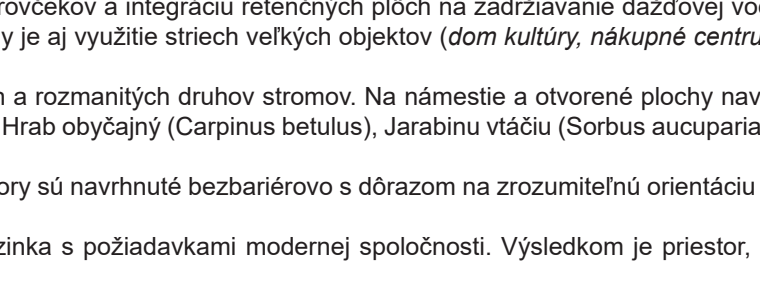 rovčekov a integráciu retenčných plôch na zadržiavanie dažďovej vo
y je aj využitie striech veľkých objektov (dom kultúry, nákupné centru
a rozmanitých druhov stromov. Na námestie a otvorené plochy nav
Hrab obyčajný (Carpinus betulus), Jarabinu vtáčiu (Sorbus aucuparia
ory sú navrhnuté bezbariérovo s dôrazom na zrozumiteľnú orientáciu
zinka s požiadavkami modernej spoločnosti. Výsledkom je priestor,